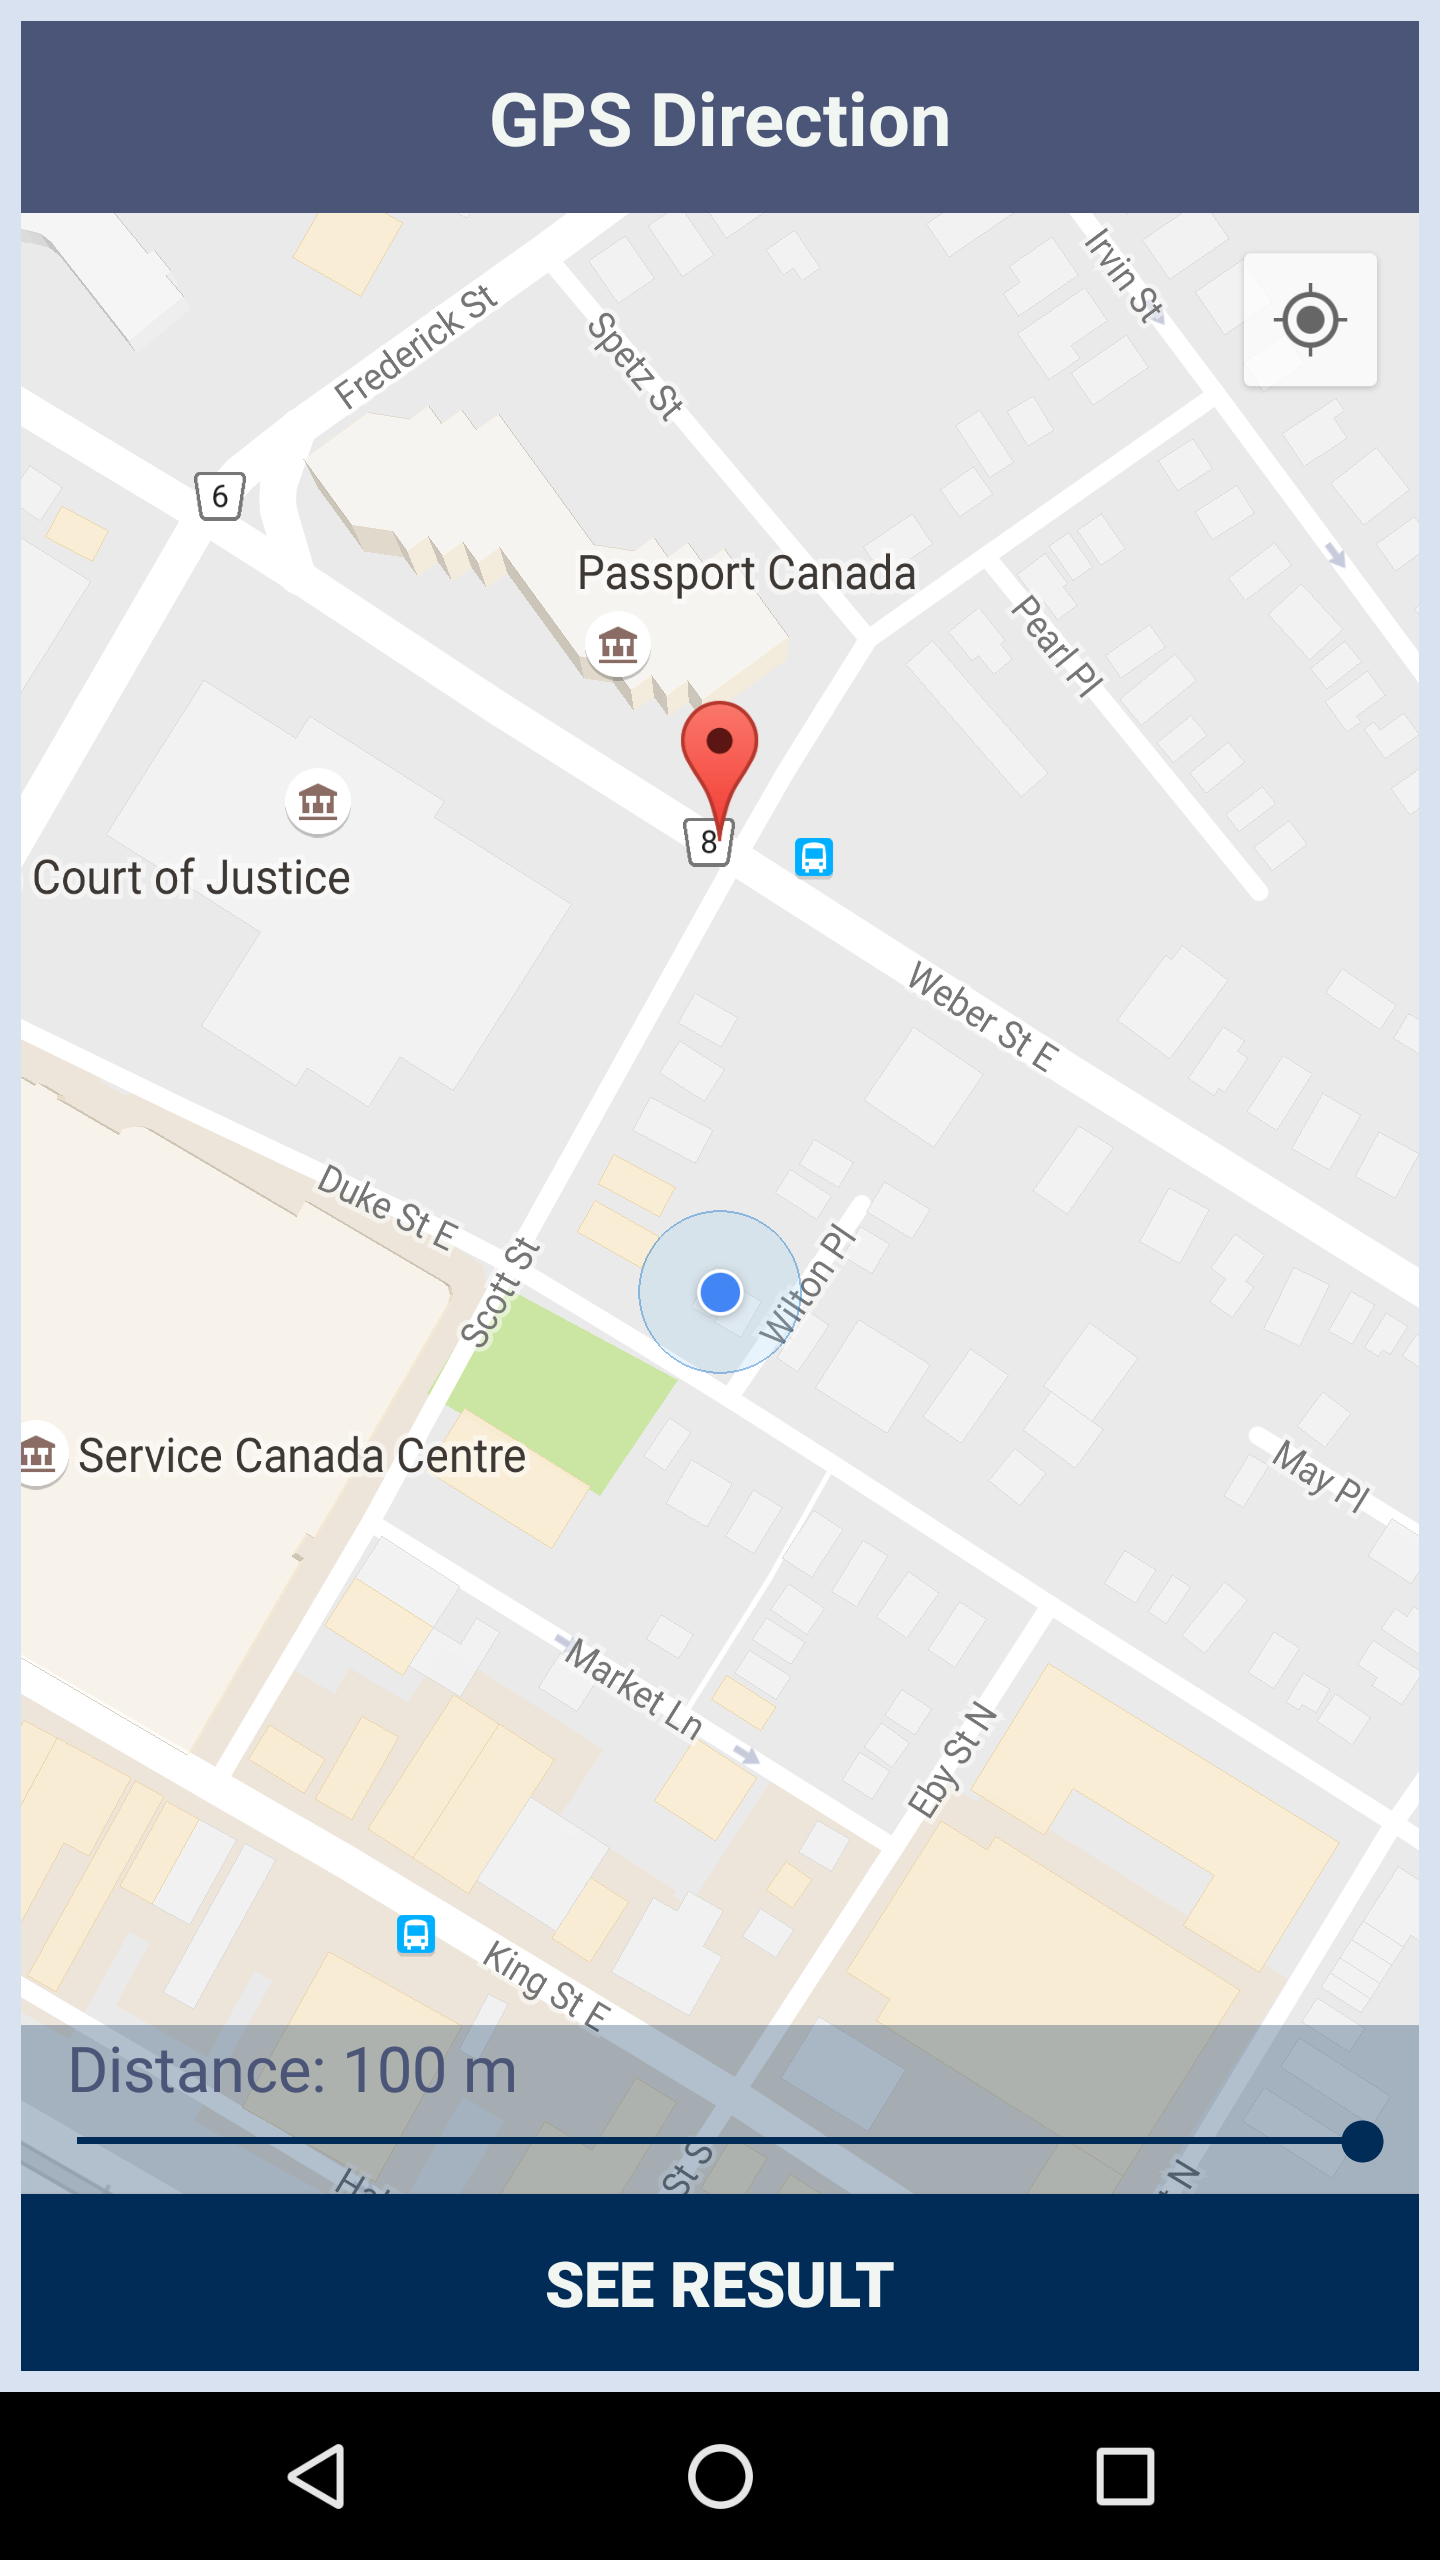 GPS Direction
Irvin St
Frederick St
Spetz St
6
Passport Canada
Pearl Pl
8
Court of Justice
Weber St E
Duke St E
Scott St
Wilton Pl
Service Canada Centre
May Pl
Market Ln
Eby St N
King St E
Distance: 100 m
St S
N
SEE RESULT